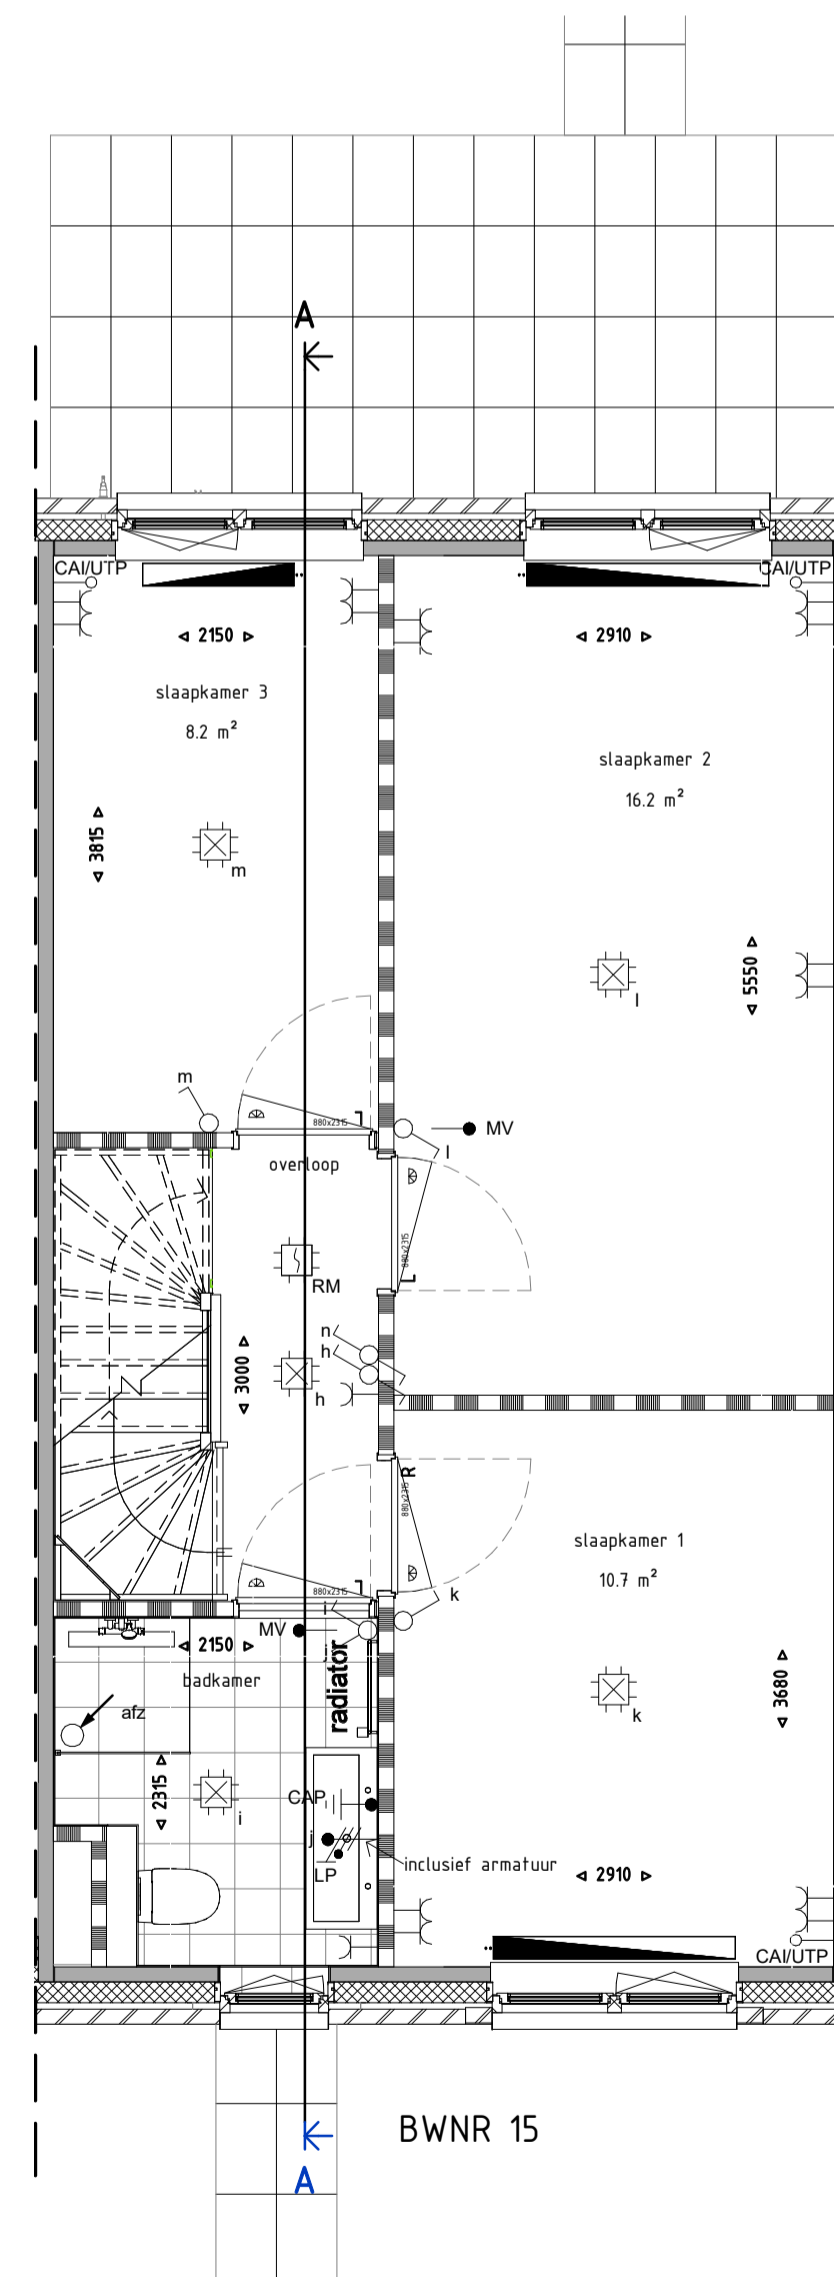 A
CAI/UTP
CAI/UTP
2150
2910
slaapkamer 3
8.2 m²
slaapkamer 2
16.2 m²
3815
m
5550
l
m
880x2315
MV
l
overloop
880x2315
RM
n
h
3000
h
R
880x2315
slaapkamer 1
10.7 m²
880x2315
k
i
MV
2150
j
radiator
badkamer
3680
afz
k
2315
CAP
i
j
LP
inclusief armatuur
2910
CAI/UTP
BWNR 15
A